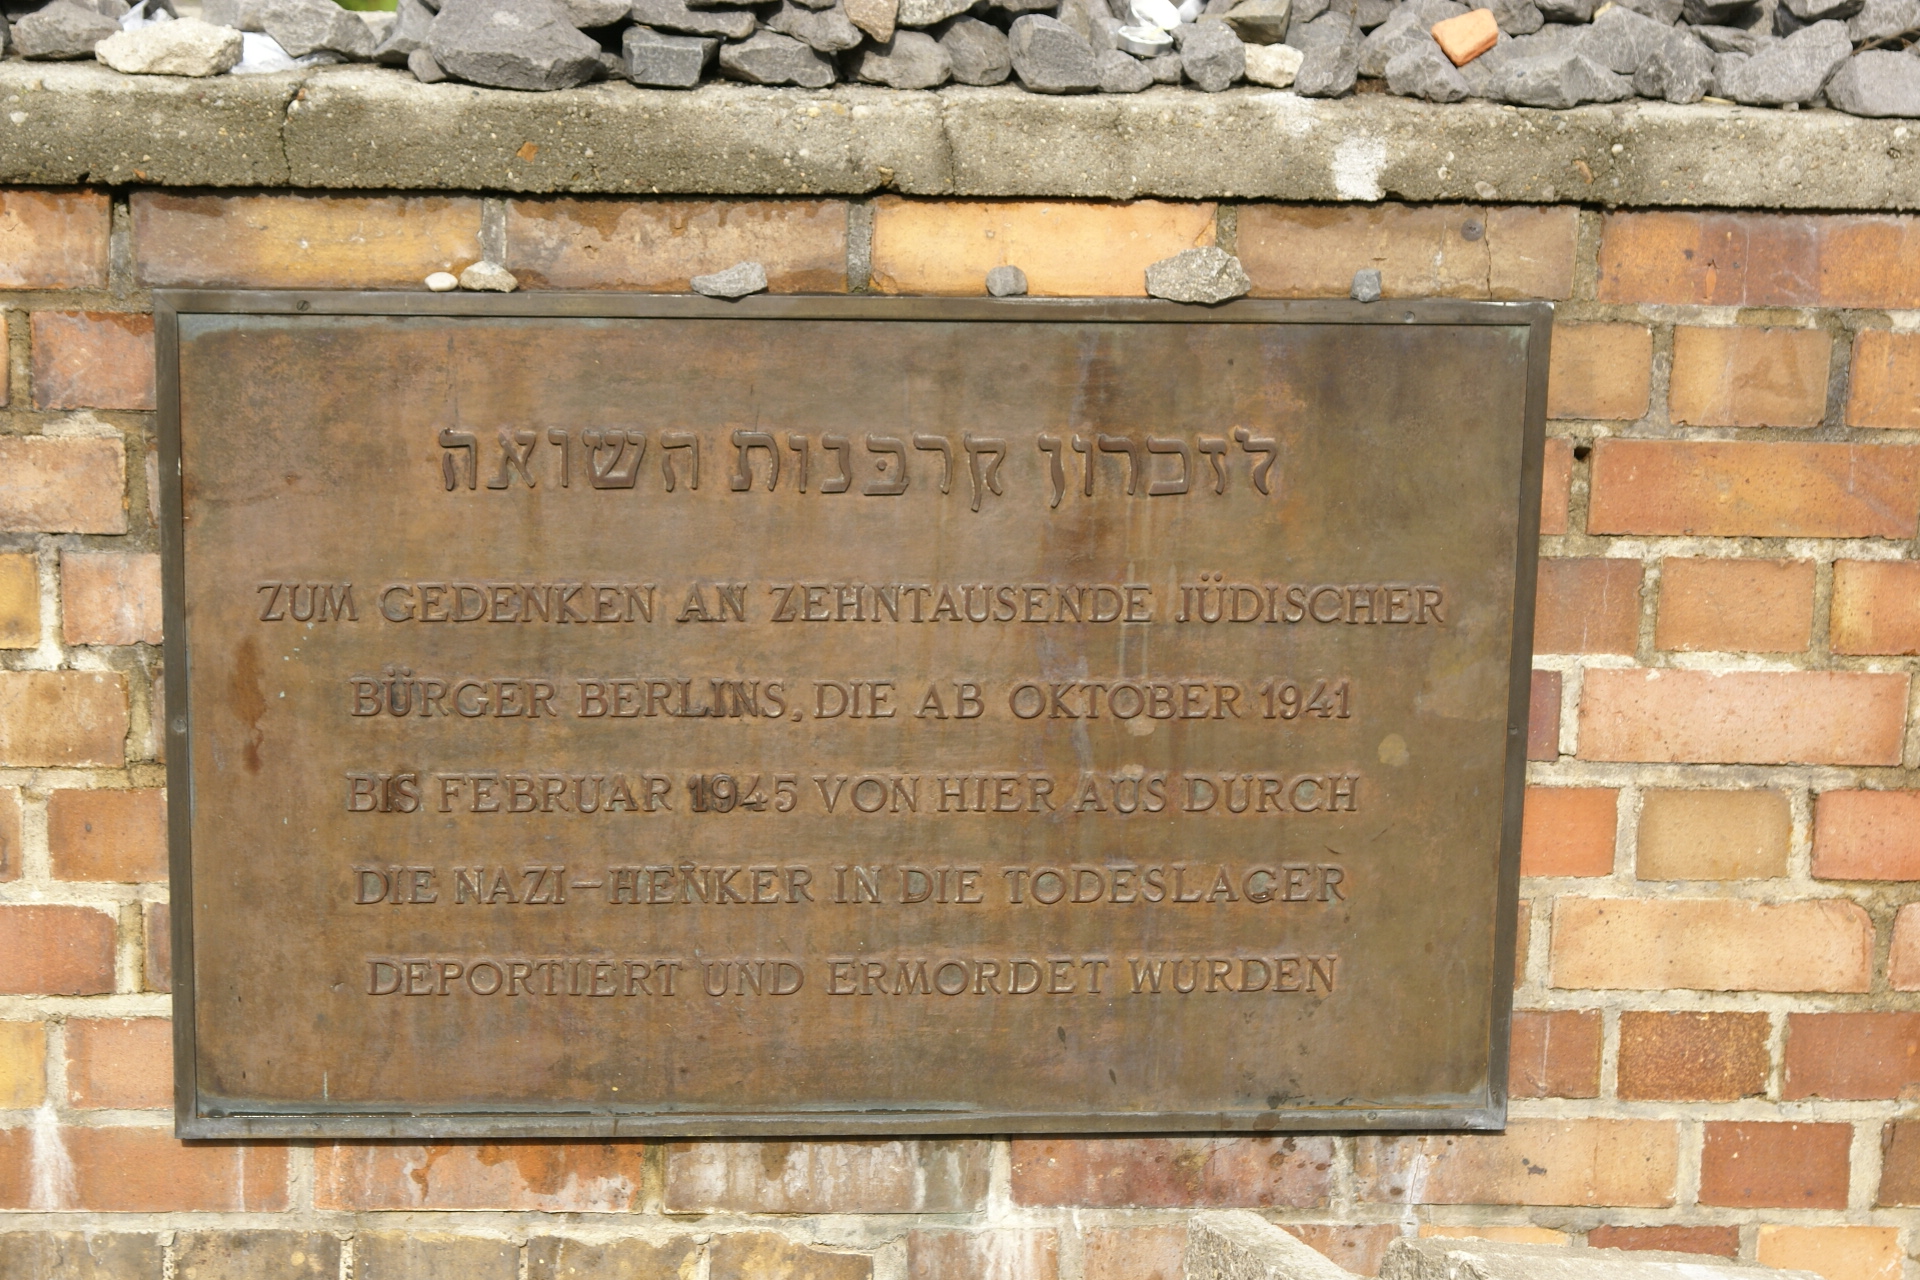 לזכרון קרבנות השואה
ZUM GEDENKEN AN ZEHNTAUSENDE JÜDISCHER
BÜRGER BERLINS, DIE AB OKTOBER 1941
BIS FEBRUAR 1945 VON HIER AUS DURCH
DIE NAZI-HENKER IN DIE TODESLAGER
DEPORTIERT UND ERMORDET WURDEN